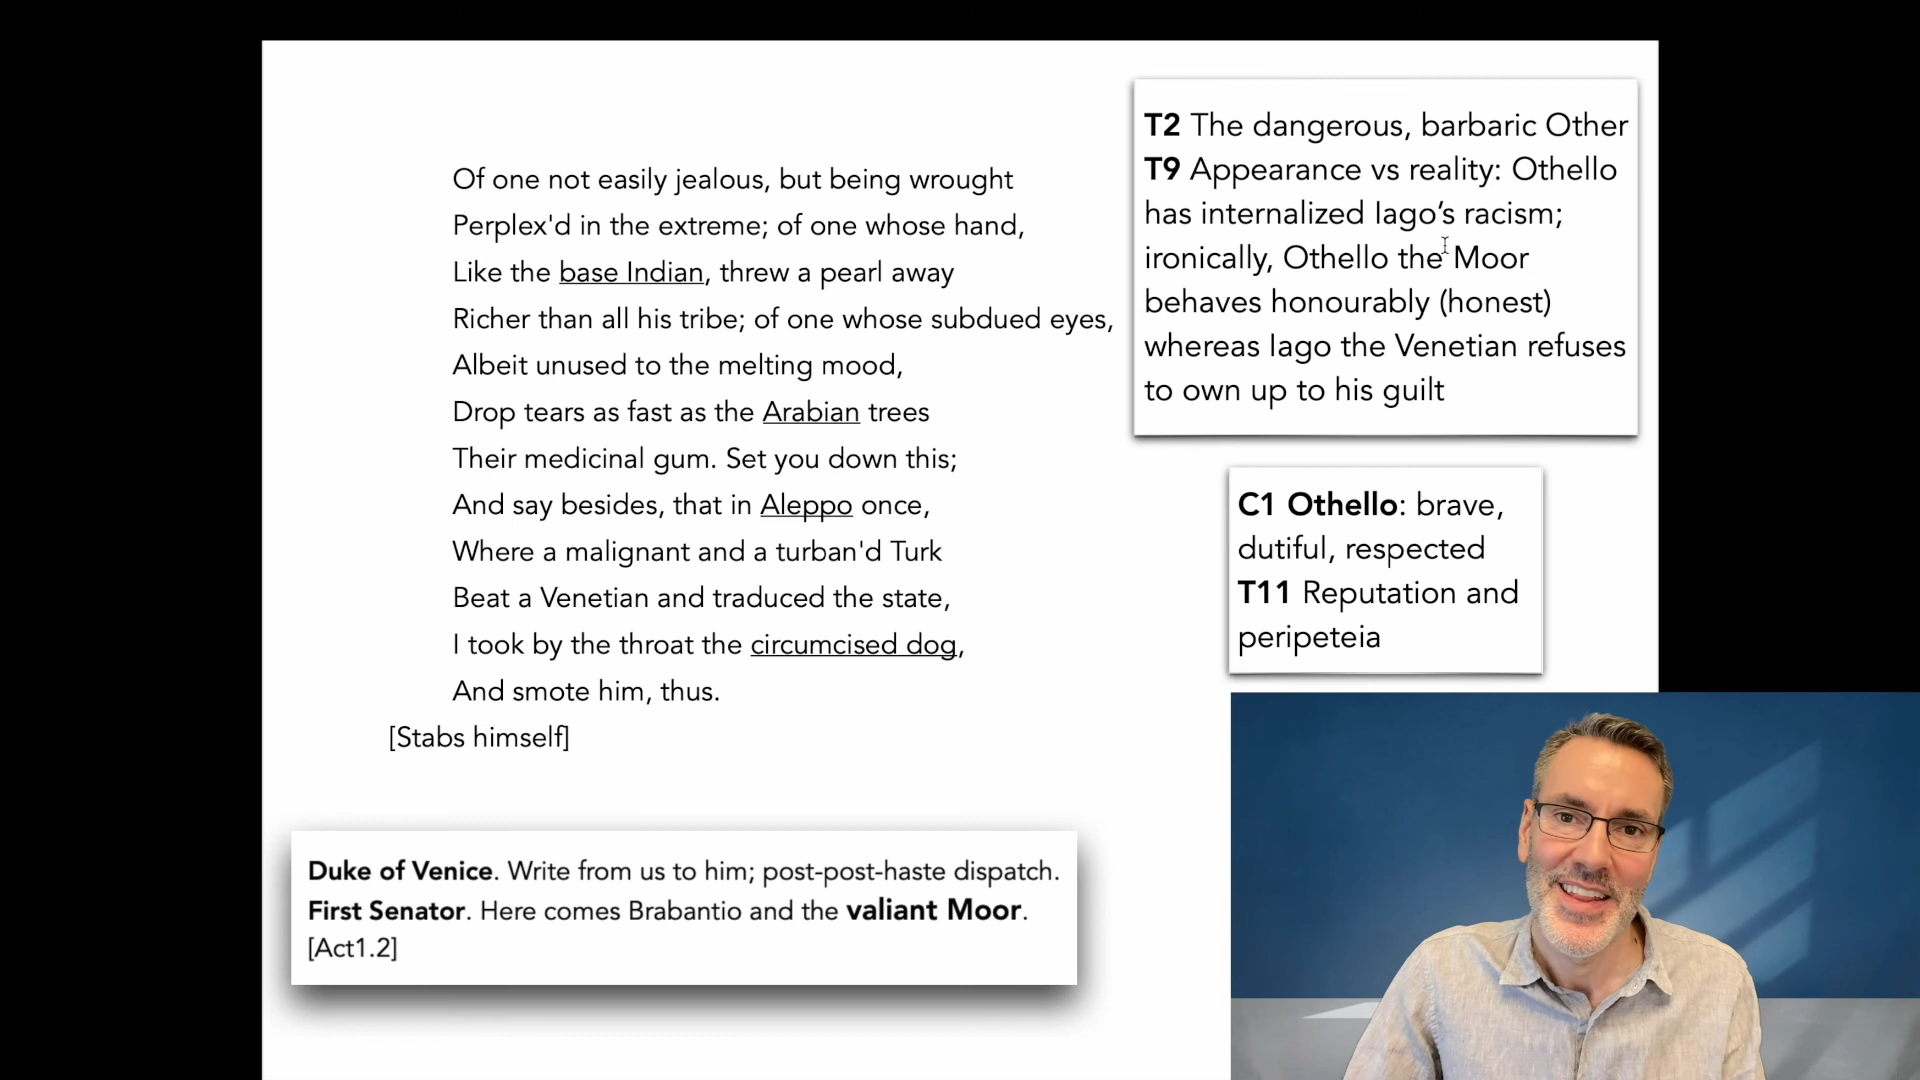 Of one not easily jealous, but being wrought
Perplex'd in the extreme; of one whose hand,
Like the base Indian, threw a pearl away
Richer than all his tribe; of one whose subdued eyes,
Albeit unused to the melting mood,
Drop tears as fast as the Arabian trees
Their medicinal gum. Set you down this;
And say besides, that in Aleppo once,
Where a malignant and a turban'd Turk
Beat a Venetian and traduced the state,
I took by the throat the circumcised dog,
And smote him, thus.
[Stabs himself]
Duke of Venice. Write from us to him; post-post-haste dispatch.
First Senator. Here comes Brabantio and the valiant Moor.
[Act1.2]
T2 The dangerous, barbaric Other
T9 Appearance vs reality: Othello
has internalized Iago's racism;
ironically, Othello the Moor
behaves honourably (honest)
whereas Iago the Venetian refuses
to own up to his guilt
C1 Othello: brave,
dutiful, respected
T11 Reputation and
peripeteia